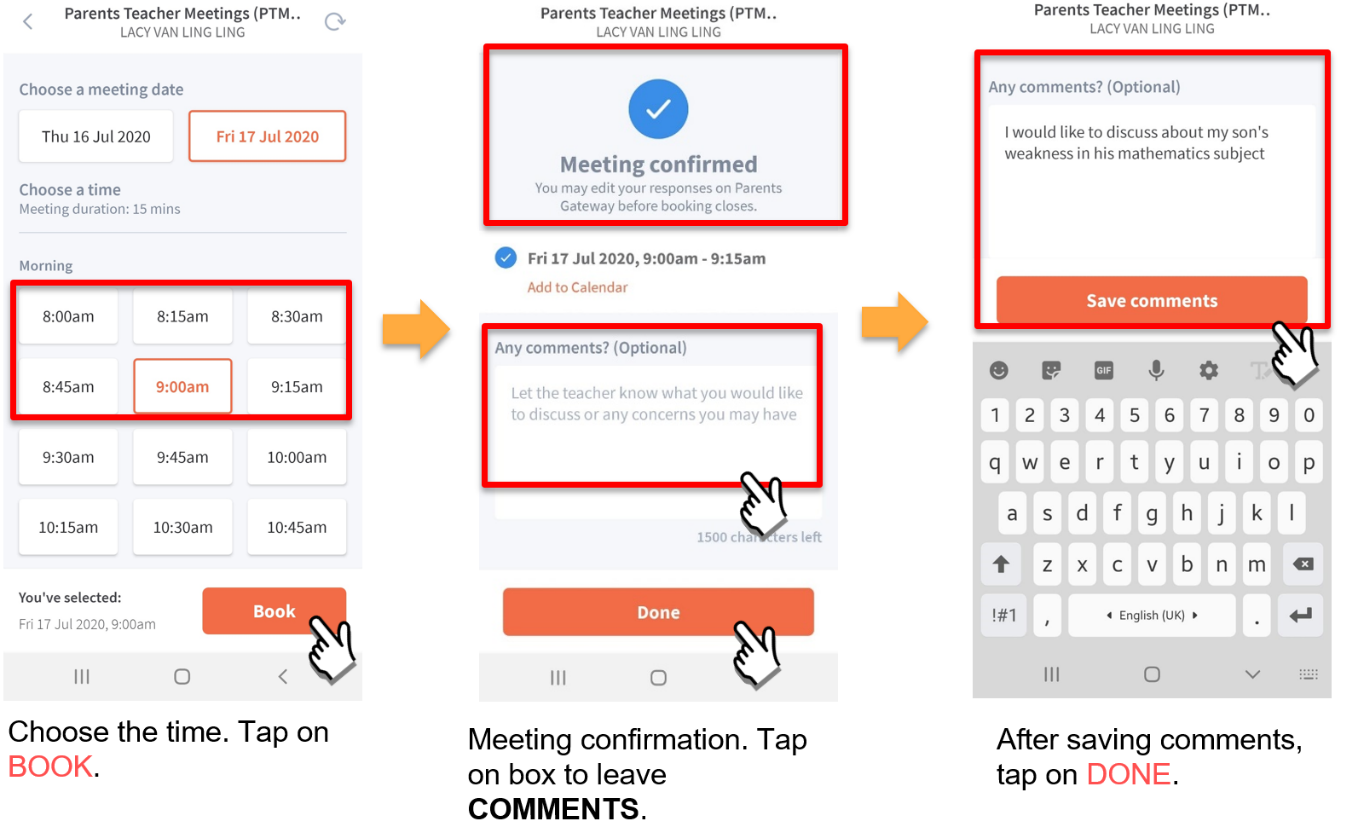 Parents Teacher Meetings (PTM..
LACY VAN LING LING
Choose a meeting date
Thu 16 Jul 2020
Fri 17 Jul 2020
Choose a time
Meeting duration: 15 mins
Morning
8:00am 8:15am 8:30am
8:45am 9:00am 9:15am
9:30am 9:45am 10:00am
10:15am 10:30am 10:45am
You've selected:
Fri 17 Jul 2020, 9:00am
Book
Choose the time. Tap on
BOOK.
Parents Teacher Meetings (PTM..
LACY VAN LING LING
Meeting confirmed
You may edit your responses on Parents
Gateway before booking closes.
Fri 17 Jul 2020, 9:00am - 9:15am
Add to Calendar
Any comments? (Optional)
Let the teacher know what you would like
to discuss or any concerns you may have
1500 characters left
Done
Meeting confirmation. Tap
on box to leave
COMMENTS.
Parents Teacher Meetings (PTM..
LACY VAN LING LING
Any comments? (Optional)
I would like to discuss about my son's
weakness in his mathematics subject
Save comments
GIF T
1 2 3 4 5 6 7 8 9 0
q w e r t y u i o p
a s d f g h j k l
z x c v b n m
!#1 , English (UK) .
After saving comments,
tap on DONE.